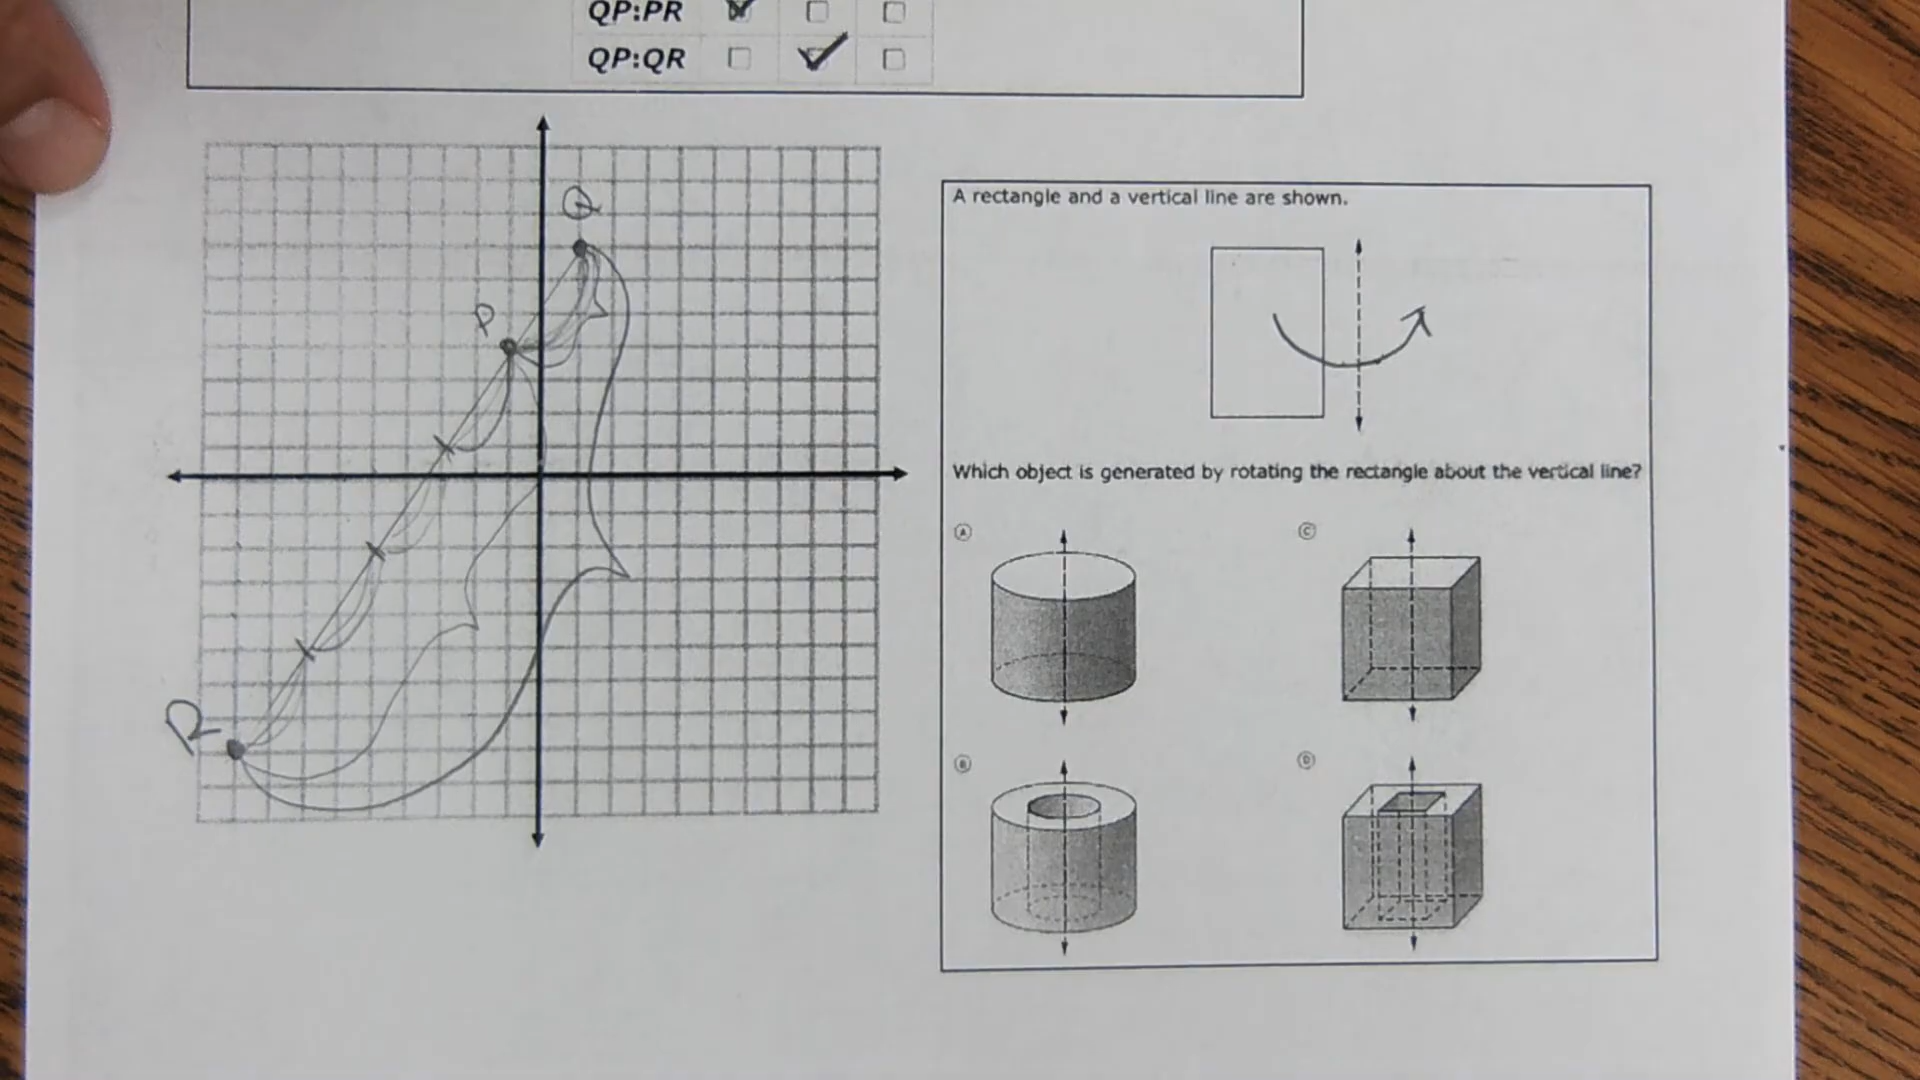 QP:PR
QP:QR
Q
P
R
A rectangle and a vertical line are shown.
Which object is generated by rotating the rectangle about the vertical line?
A
C
B
D